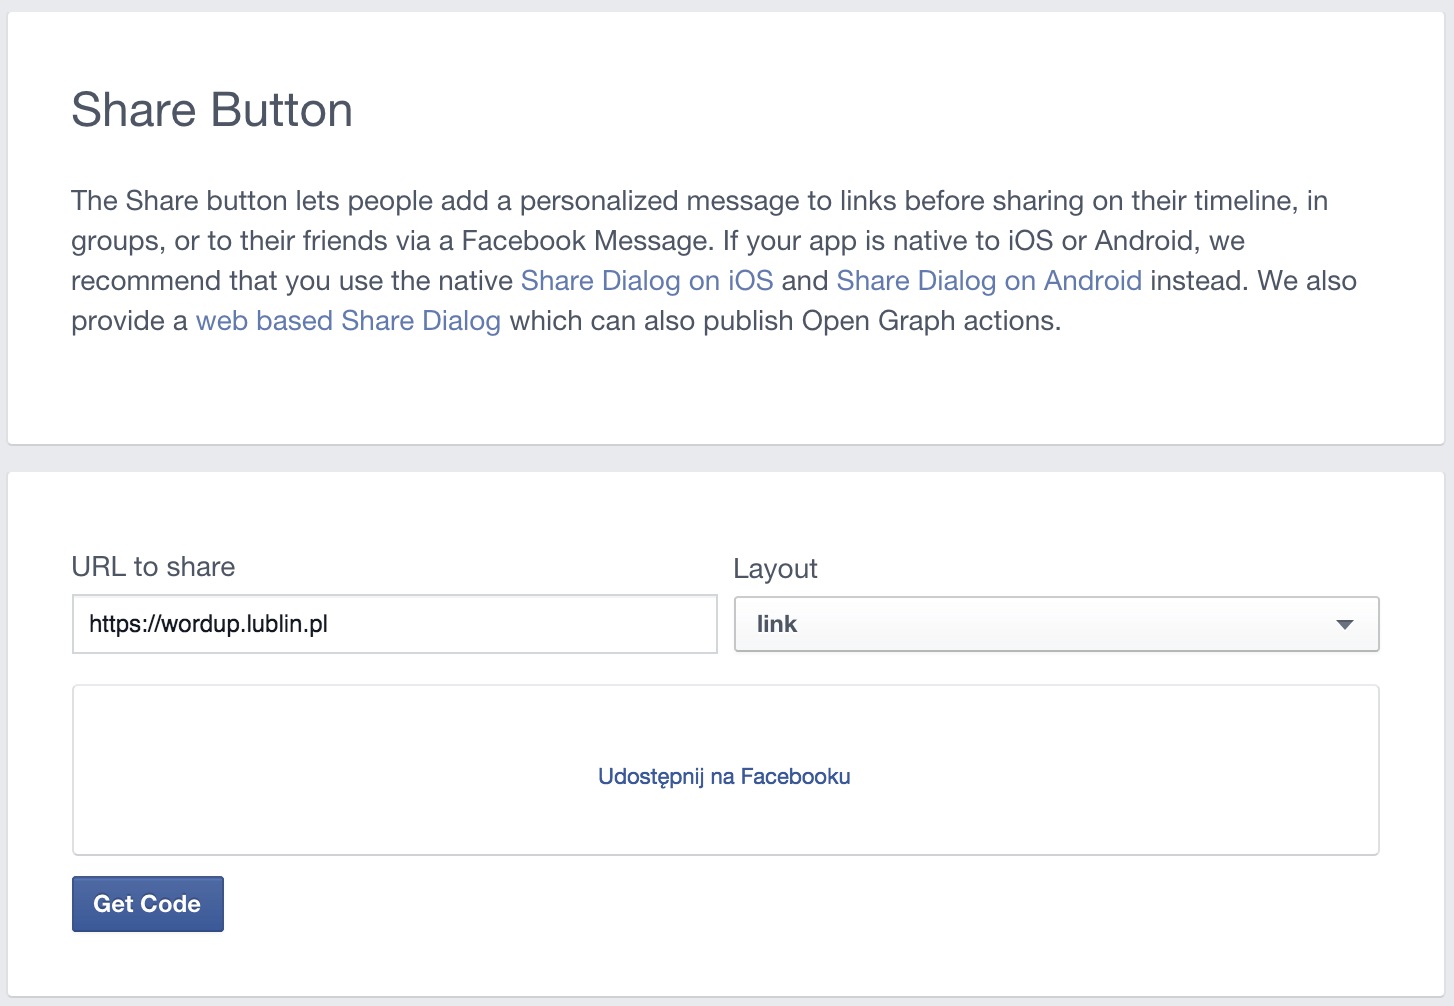 Share Button
The Share button lets people add a personalized message to links before sharing on their timeline, in
groups, or to their friends via a Facebook Message. If your app is native to iOS or Android, we
recommend that you use the native Share Dialog on iOS and Share Dialog on Android instead. We also
provide a web based Share Dialog which can also publish Open Graph actions.
URL to share
https://wordup.lublin.pl
Layout
link
Udostępnij na Facebooku
Get Code